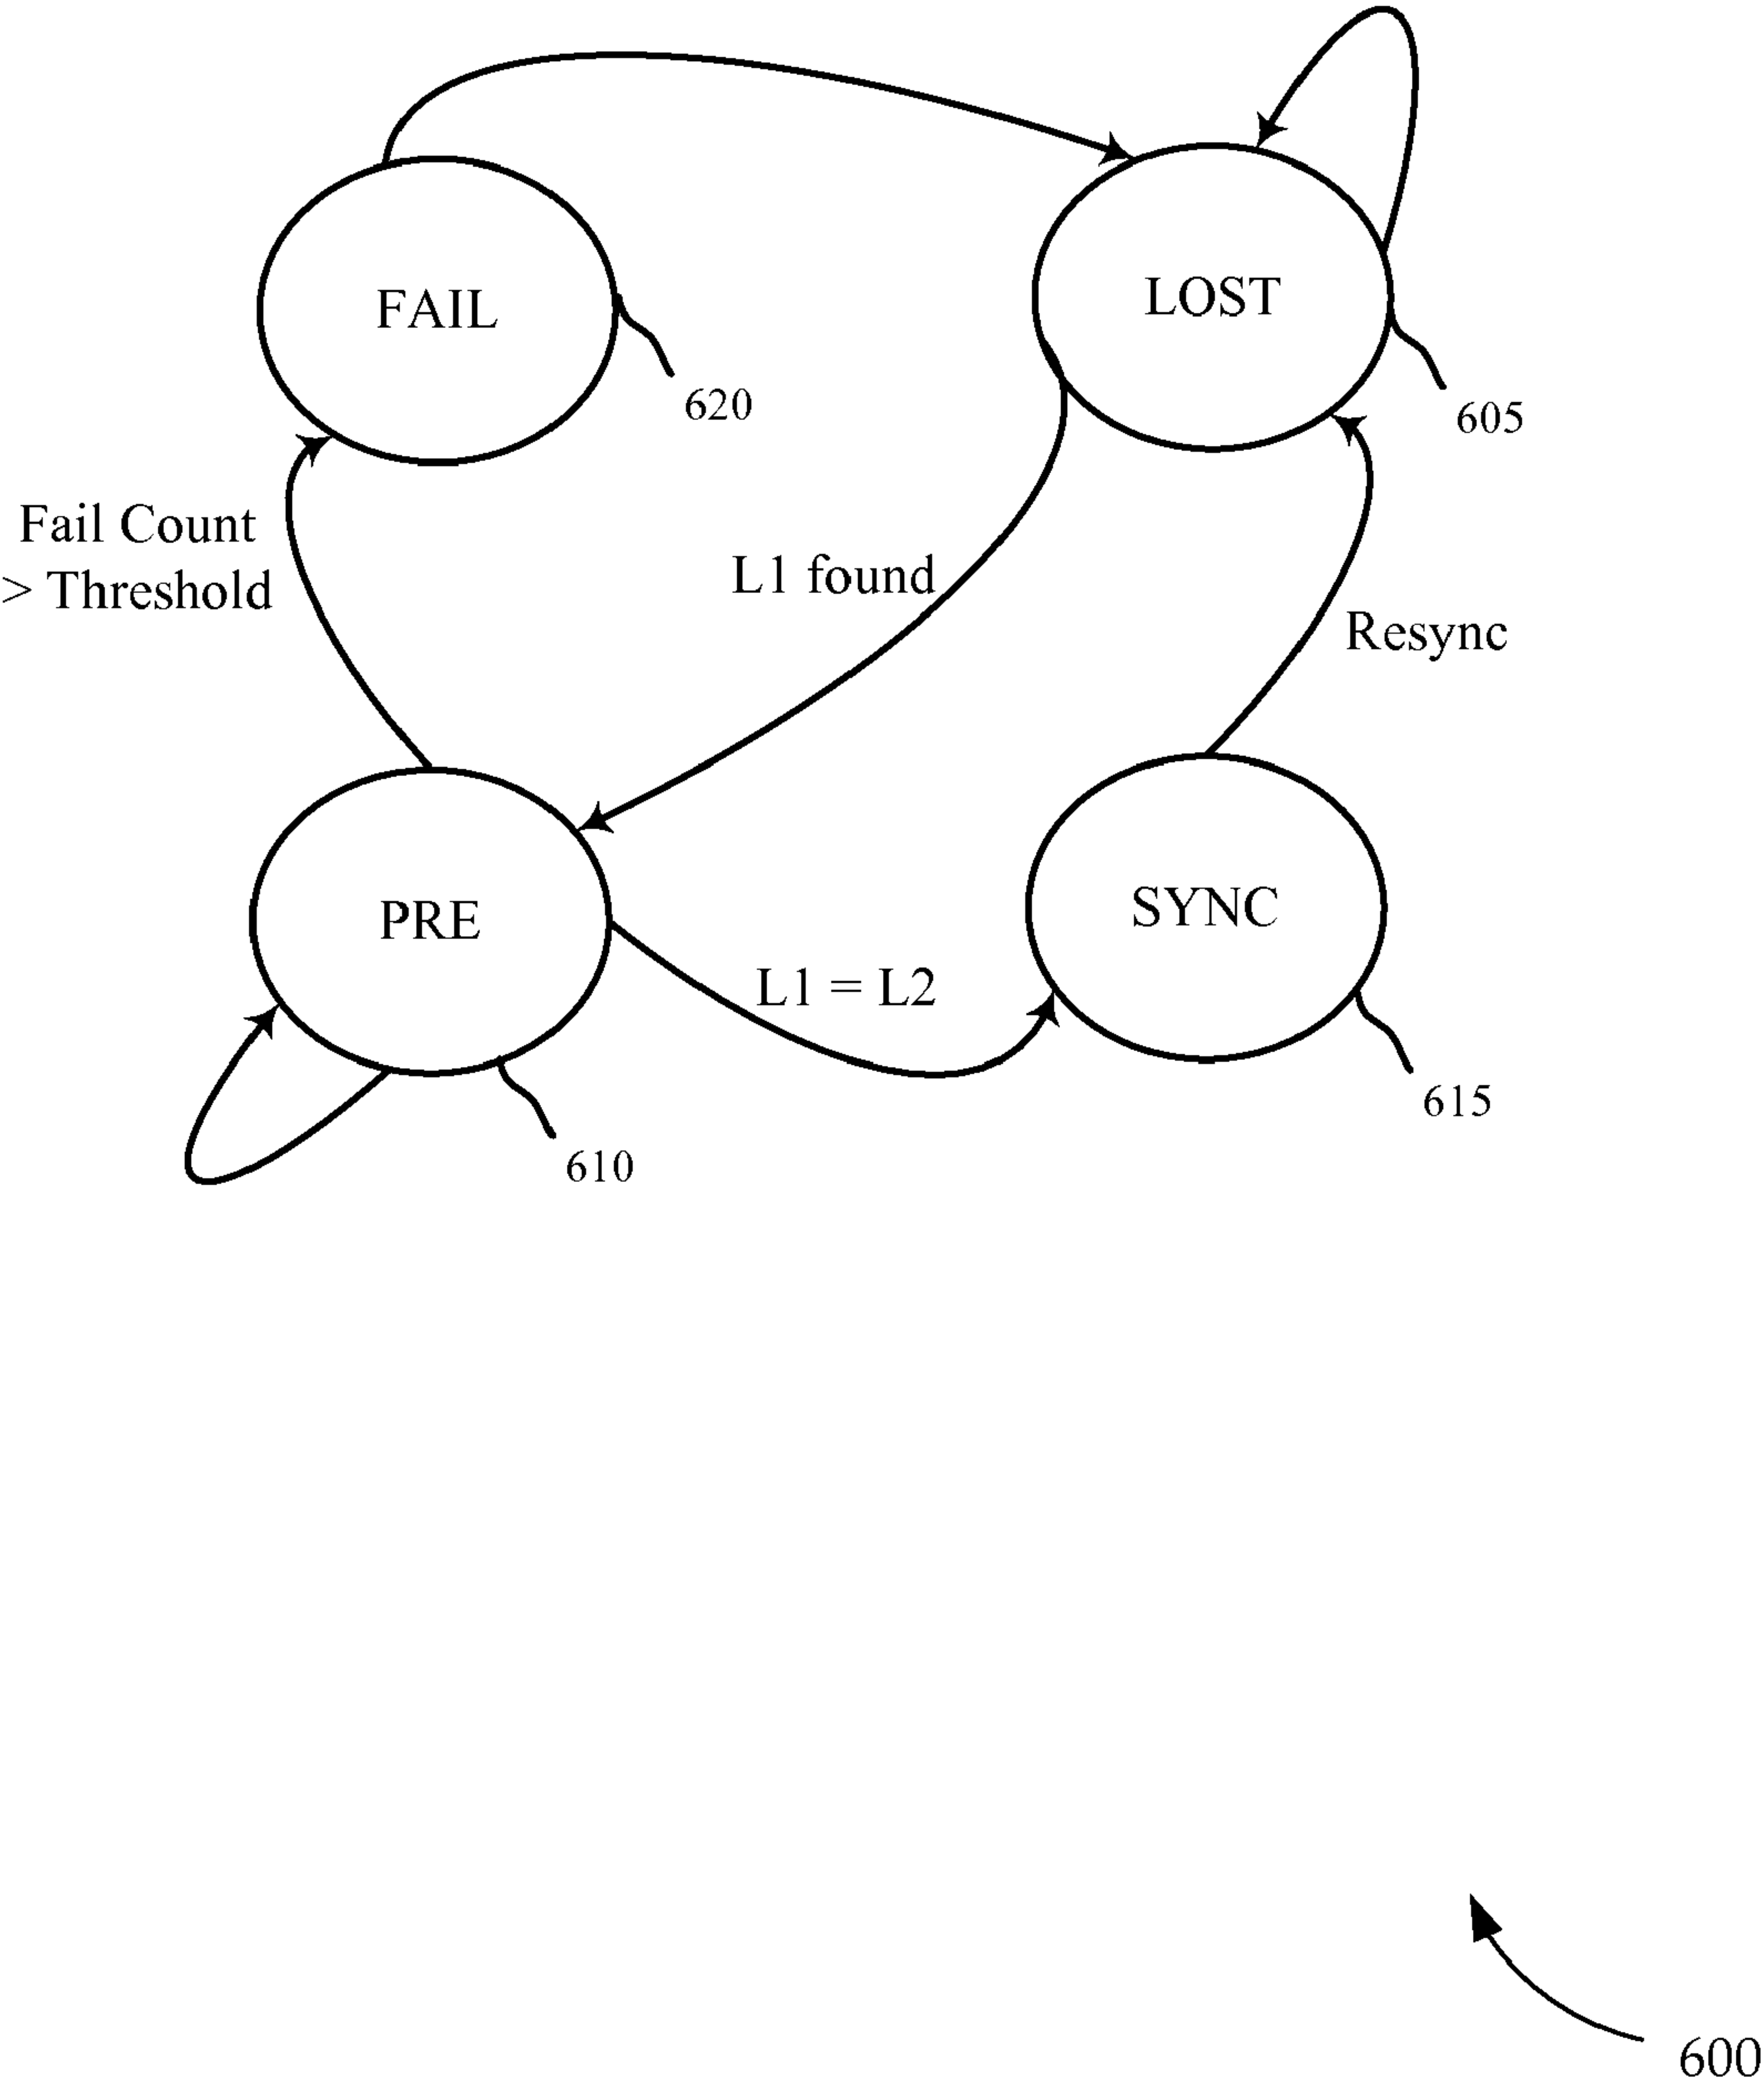 FAIL
LOST
620
605
Fail Count
> Threshold
L1 found
Resync
PRE
SYNC
L1 = L2
615
610
600